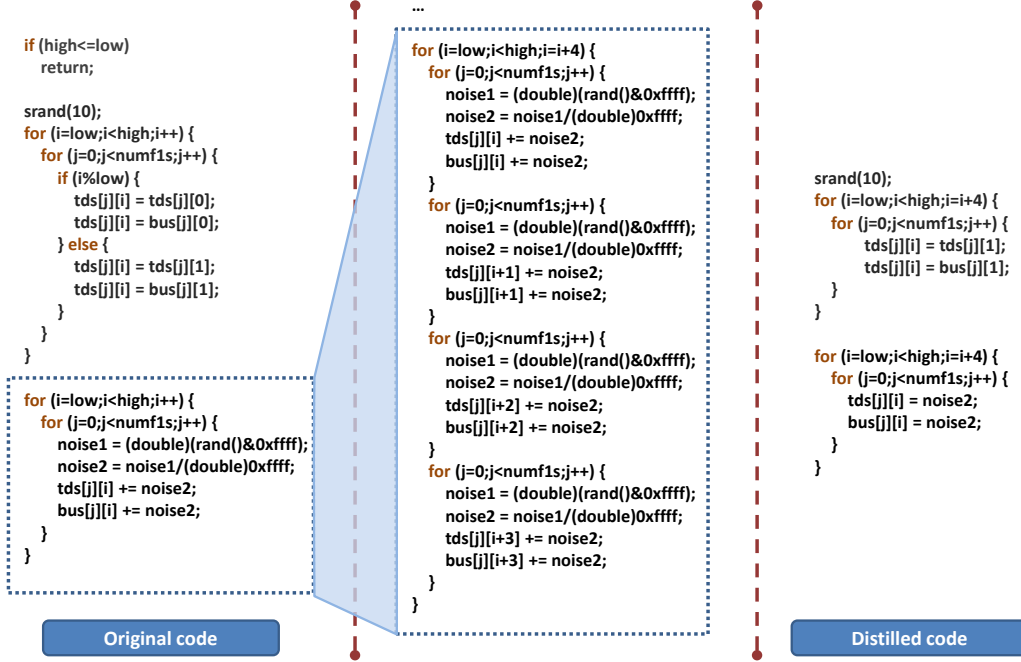 if (high<=low)
return;
srand(10);
for (i=low;i<high;i++) {
for (j=0;j<numf1s;j++) {
if (i%low) {
tds[j][i] = tds[j][0];
tds[j][i] = bus[j][0];
} else {
tds[j][i] = tds[j][1];
tds[j][i] = bus[j][1];
}
}
}
for (i=low;i<high;i++) {
for (j=0;j<numf1s;j++) {
noise1 = (double)(rand()&0xffff);
noise2 = noise1/(double)0xffff;
tds[j][i] += noise2;
bus[j][i] += noise2;
}
}
Original code
...
for (i=low;i<high;i=i+4) {
for (j=0;j<numf1s;j++) {
noise1 = (double)(rand()&0xffff);
noise2 = noise1/(double)0xffff;
tds[j][i] += noise2;
bus[j][i] += noise2;
}
for (j=0;j<numf1s;j++) {
noise1 = (double)(rand()&0xffff);
noise2 = noise1/(double)0xffff;
tds[j][i+1] += noise2;
bus[j][i+1] += noise2;
}
for (j=0;j<numf1s;j++) {
noise1 = (double)(rand()&0xffff);
noise2 = noise1/(double)0xffff;
tds[j][i+2] += noise2;
bus[j][i+2] += noise2;
}
for (j=0;j<numf1s;j++) {
noise1 = (double)(rand()&0xffff);
noise2 = noise1/(double)0xffff;
tds[j][i+3] += noise2;
bus[j][i+3] += noise2;
}
}
srand(10);
for (i=low;i<high;i=i+4) {
for (j=0;j<numf1s;j++) {
tds[j][i] = tds[j][1];
tds[j][i] = bus[j][1];
}
}
for (i=low;i<high;i=i+4) {
for (j=0;j<numf1s;j++) {
tds[j][i] = noise2;
bus[j][i] = noise2;
}
}
Distilled code